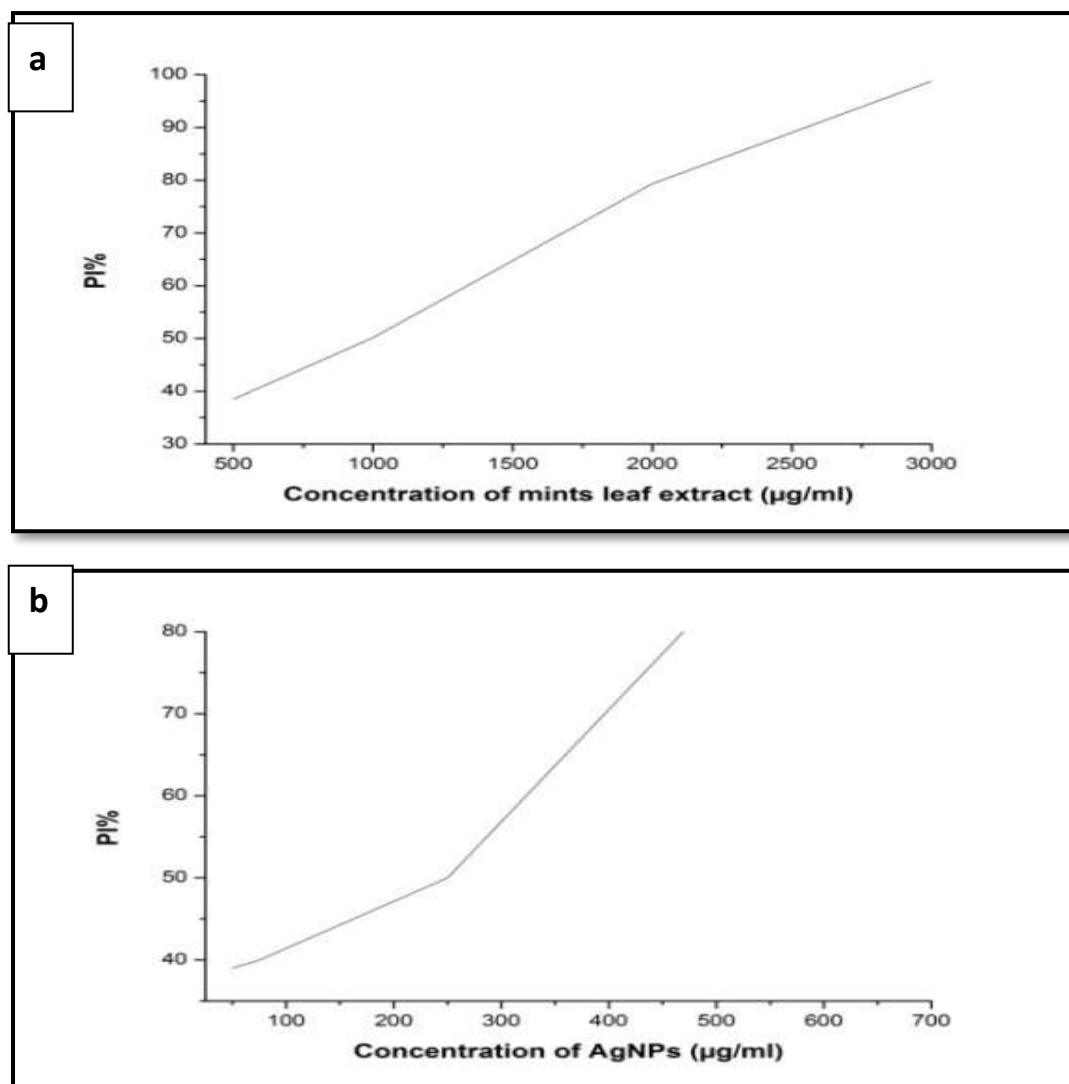 a
100
90
80
70
60
50
40
30
PI%
500 1000 1500 2000 2500 3000
Concentration of mints leaf extract (µg/ml)
b
80
70
60
50
40
PI%
100 200 300 400 500 600 700
Concentration of AgNPs (µg/ml)